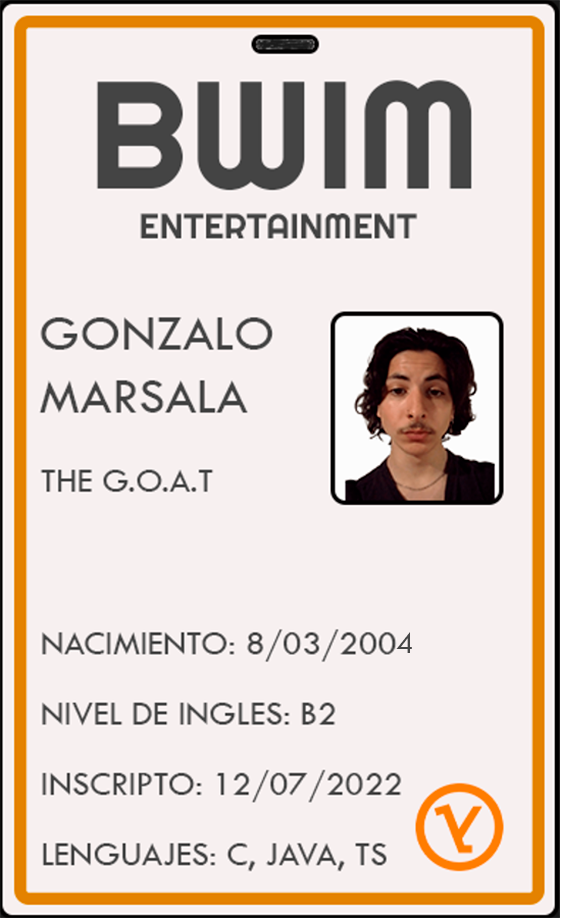 BWIM
ENTERTAINMENT
GONZALO
MARSALA
THE G.O.A.T
NACIMIENTO: 8/03/2004
NIVEL DE INGLES: B2
INSCRIPTO: 12/07/2022
LENGUAJES: C, JAVA, TS